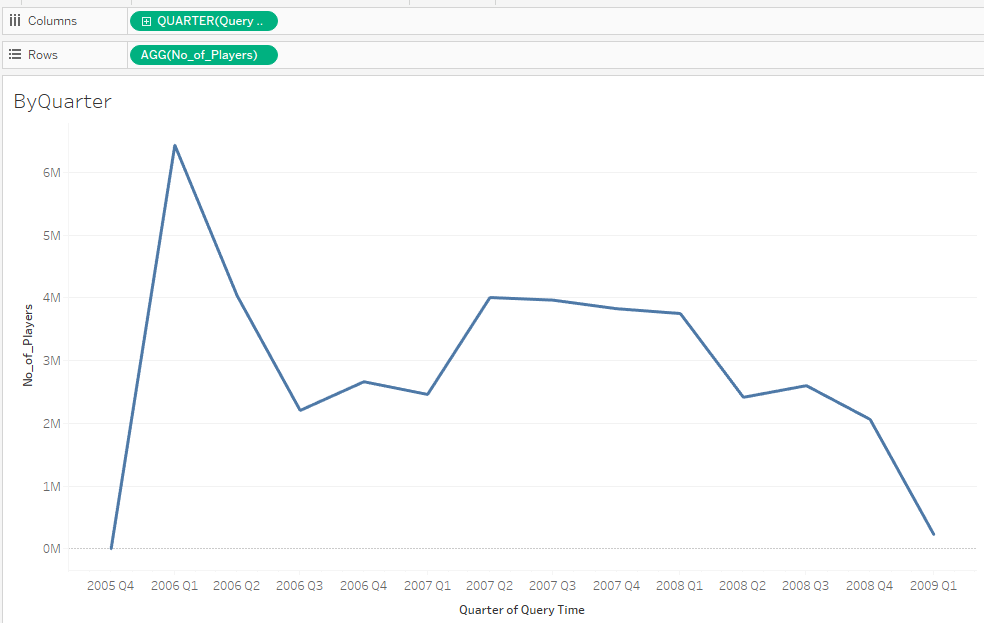 Columns
QUARTER(Query ..
Rows
AGG(No_of_Players)
ByQuarter
No_of_Players
6M
5M
4M
3M
2M
1M
0M
2005 Q4 2006 Q1 2006 Q2 2006 Q3 2006 Q4 2007 Q1 2007 Q2 2007 Q3 2007 Q4 2008 Q1 2008 Q2 2008 Q3 2008 Q4 2009 Q1
Quarter of Query Time